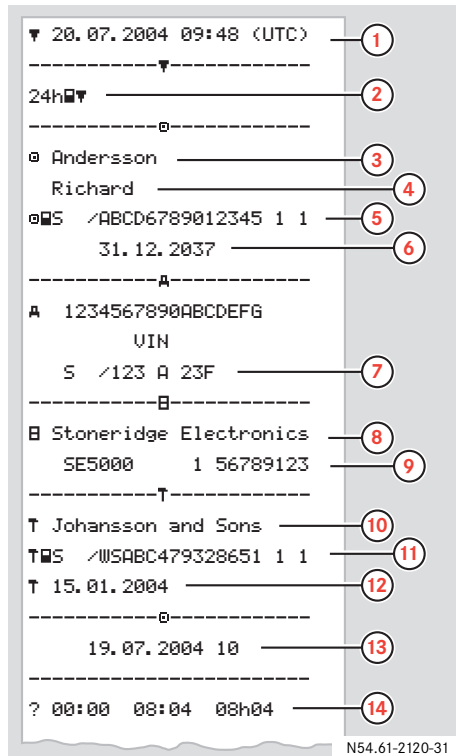 ▼ 20.07.2004 09:48 (UTC)
1
----------▼----------
24h▼
2
3
Andersson
Richard
4
S /ABCD6789012345 1 1
5
31.12.2037
6
A
A 1234567890ABCDEFG
VIN
S /123 A 23F
7
B
B Stoneridge Electronics
8
SE5000 1 56789123
9
T
T Johansson and Sons
10
TS /WSABC479328651 1 1
11
T 15.01.2004
12
19.07.2004 10
13
? 00:00 08:04 08h04
14
N54.61-2120-31